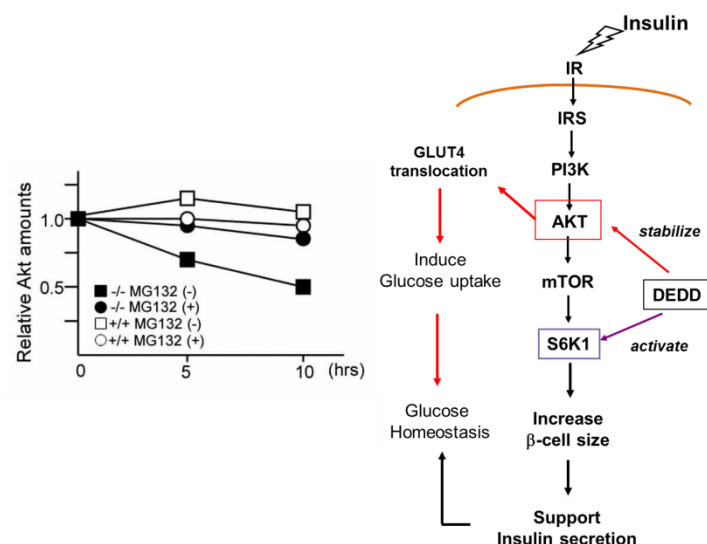 Relative Akt amounts
1.0
0.5
-/- MG132 (-)
-/- MG132 (+)
+/+ MG132 (-)
+/+ MG132 (+)
0
5
10
(hrs)
Insulin
IR
IRS
GLUT4
translocation
PI3K
AKT
stabilize
Induce
Glucose uptake
mTOR
DEDD
S6K1
activate
Glucose
Homeostasis
Increase
β-cell size
Support
Insulin secretion